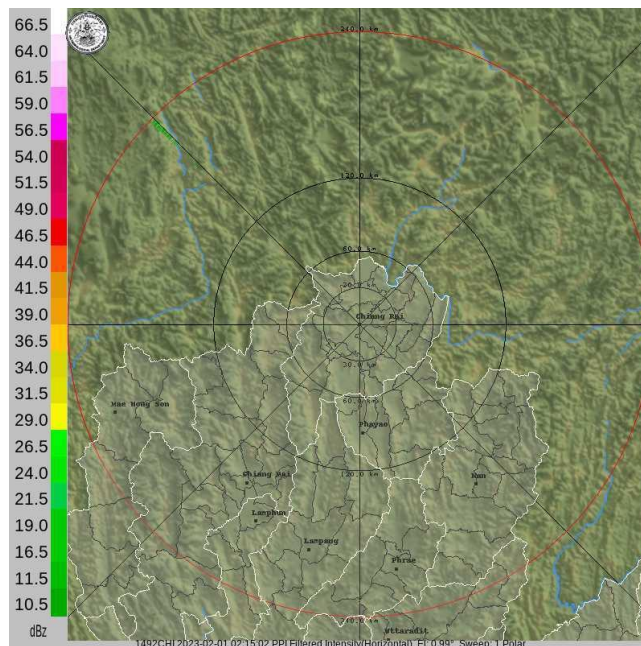 66.5
64.0
61.5
59.0
56.5
54.0
51.5
49.0
46.5
44.0
41.5
39.0
36.5
34.0
31.5
29.0
26.5
24.0
21.5
19.0
16.5
11.5
10.5
dBz
240.0 km
120.0 km
60.0 km
Chiang Rai
60.0 km
Mae Hong Son
Phayao
120.0 km
Chiang Mai
Nan
Lamphun
Lampang
Phrae
240.0 km
Uttaradit
1492CHI 2023-02-01 02:15:02 PPI Filtered Intensity(Horizontal) El:0.99° Sweep: 1 Polar